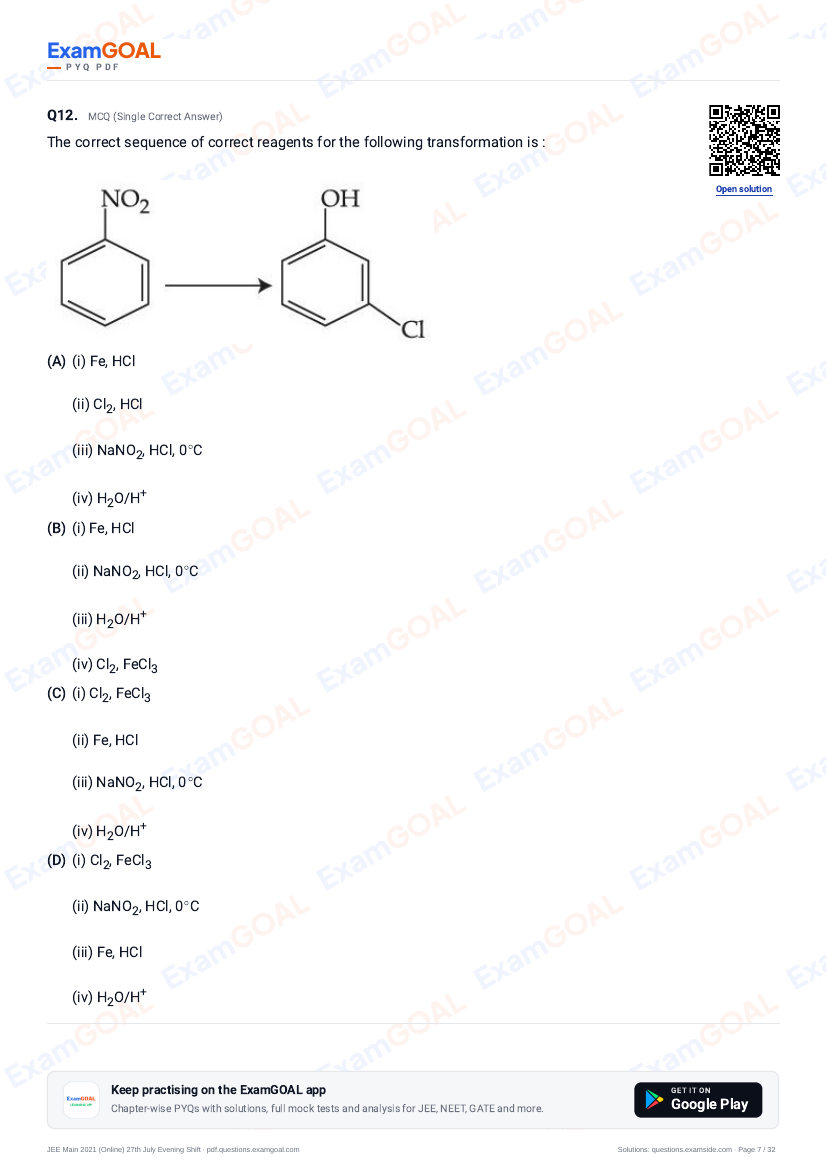 ExamGOAL
PYQ PDF
Q12. MCQ (Single Correct Answer)
The correct sequence of correct reagents for the following transformation is :
Open solution
NO2
OH
Cl
(A) (i) Fe, HCl
(ii) Cl2, HCl
(iii) NaNO2, HCl, 0°C
(iv) H2O/H+
(B) (i) Fe, HCl
(ii) NaNO2, HCl, 0°C
(iii) H2O/H+
(iv) Cl2, FeCl3
(C) (i) Cl2, FeCl3
(ii) Fe, HCl
(iii) NaNO2, HCl, 0°C
(iv) H2O/H+
(D) (i) Cl2, FeCl3
(ii) NaNO2, HCl, 0°C
(iii) Fe, HCl
(iv) H2O/H+
ExamGOAL
Keep practising on the ExamGOAL app
Chapter-wise PYQs with solutions, full mock tests and analysis for JEE, NEET, GATE and more.
GET IT ON
Google Play
JEE Main 2021 (Online) 27th July Evening Shift · pdf.questions.examgoal.com
Solutions: questions.examside.com · Page 7 / 32